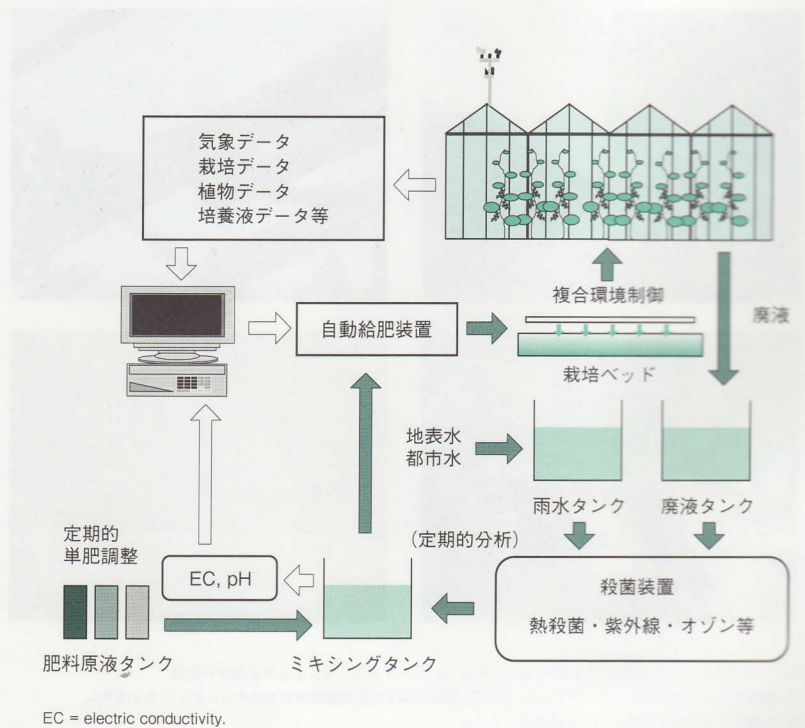 気象データ
栽培データ
植物データ
培養液データ等
自動給肥装置
複合環境制御
栽培ベッド
廃液
地表水
都市水
雨水タンク
廃液タンク
定期的
単肥調整
(定期的分析)
EC, pH
殺菌装置
熱殺菌・紫外線・オゾン等
肥料原液タンク
ミキシングタンク
EC = electric conductivity.